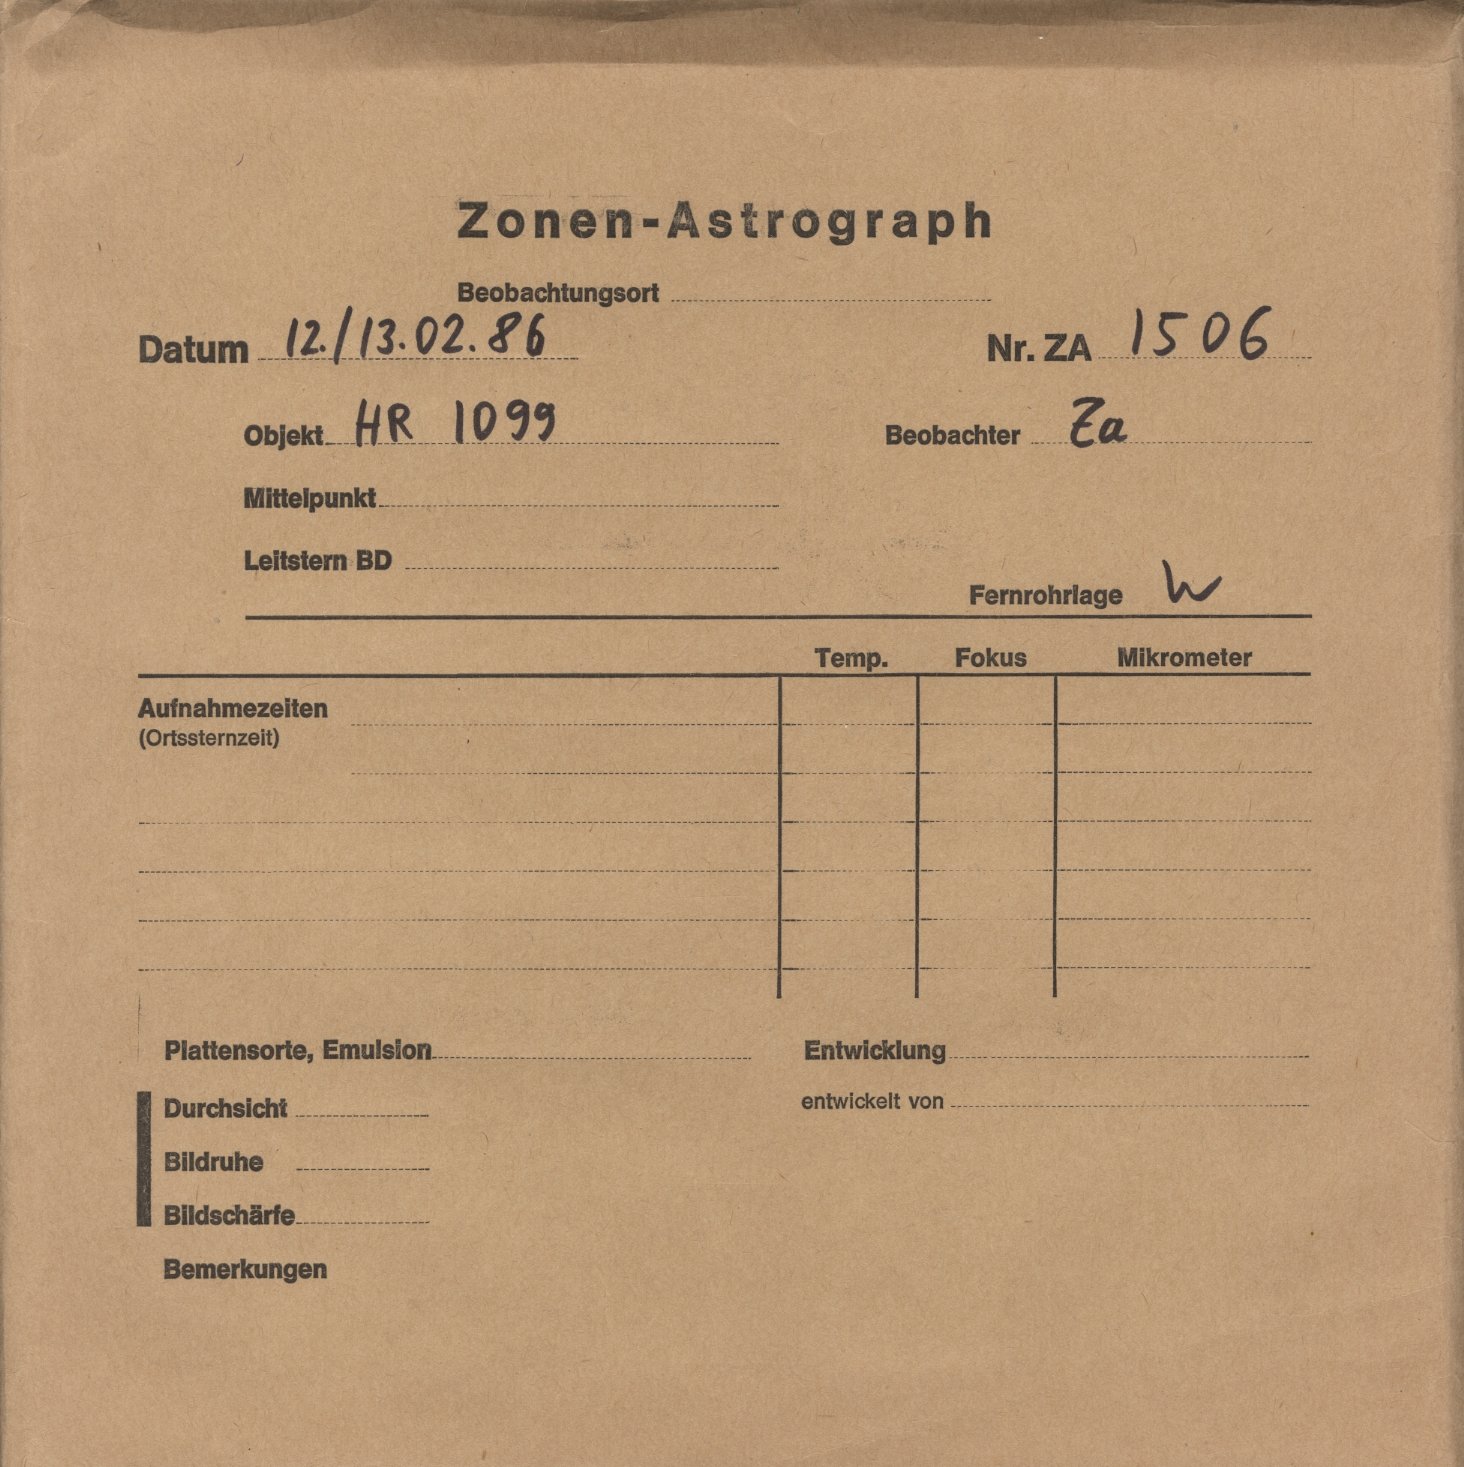 Zonen-Astrograph
Beobachtungsort
Datum 12./13.02.86 Nr. ZA 1506
Objekt HR 1099 Beobachter Za
Mittelpunkt
Leitstern BD
Fernrohrlage W
Temp. Fokus Mikrometer
Aufnahmezeiten
(Ortssternzeit)
Plattensorte, Emulsion Entwicklung
Durchsicht entwickelt von
Bildruhe
Bildschärfe
Bemerkungen